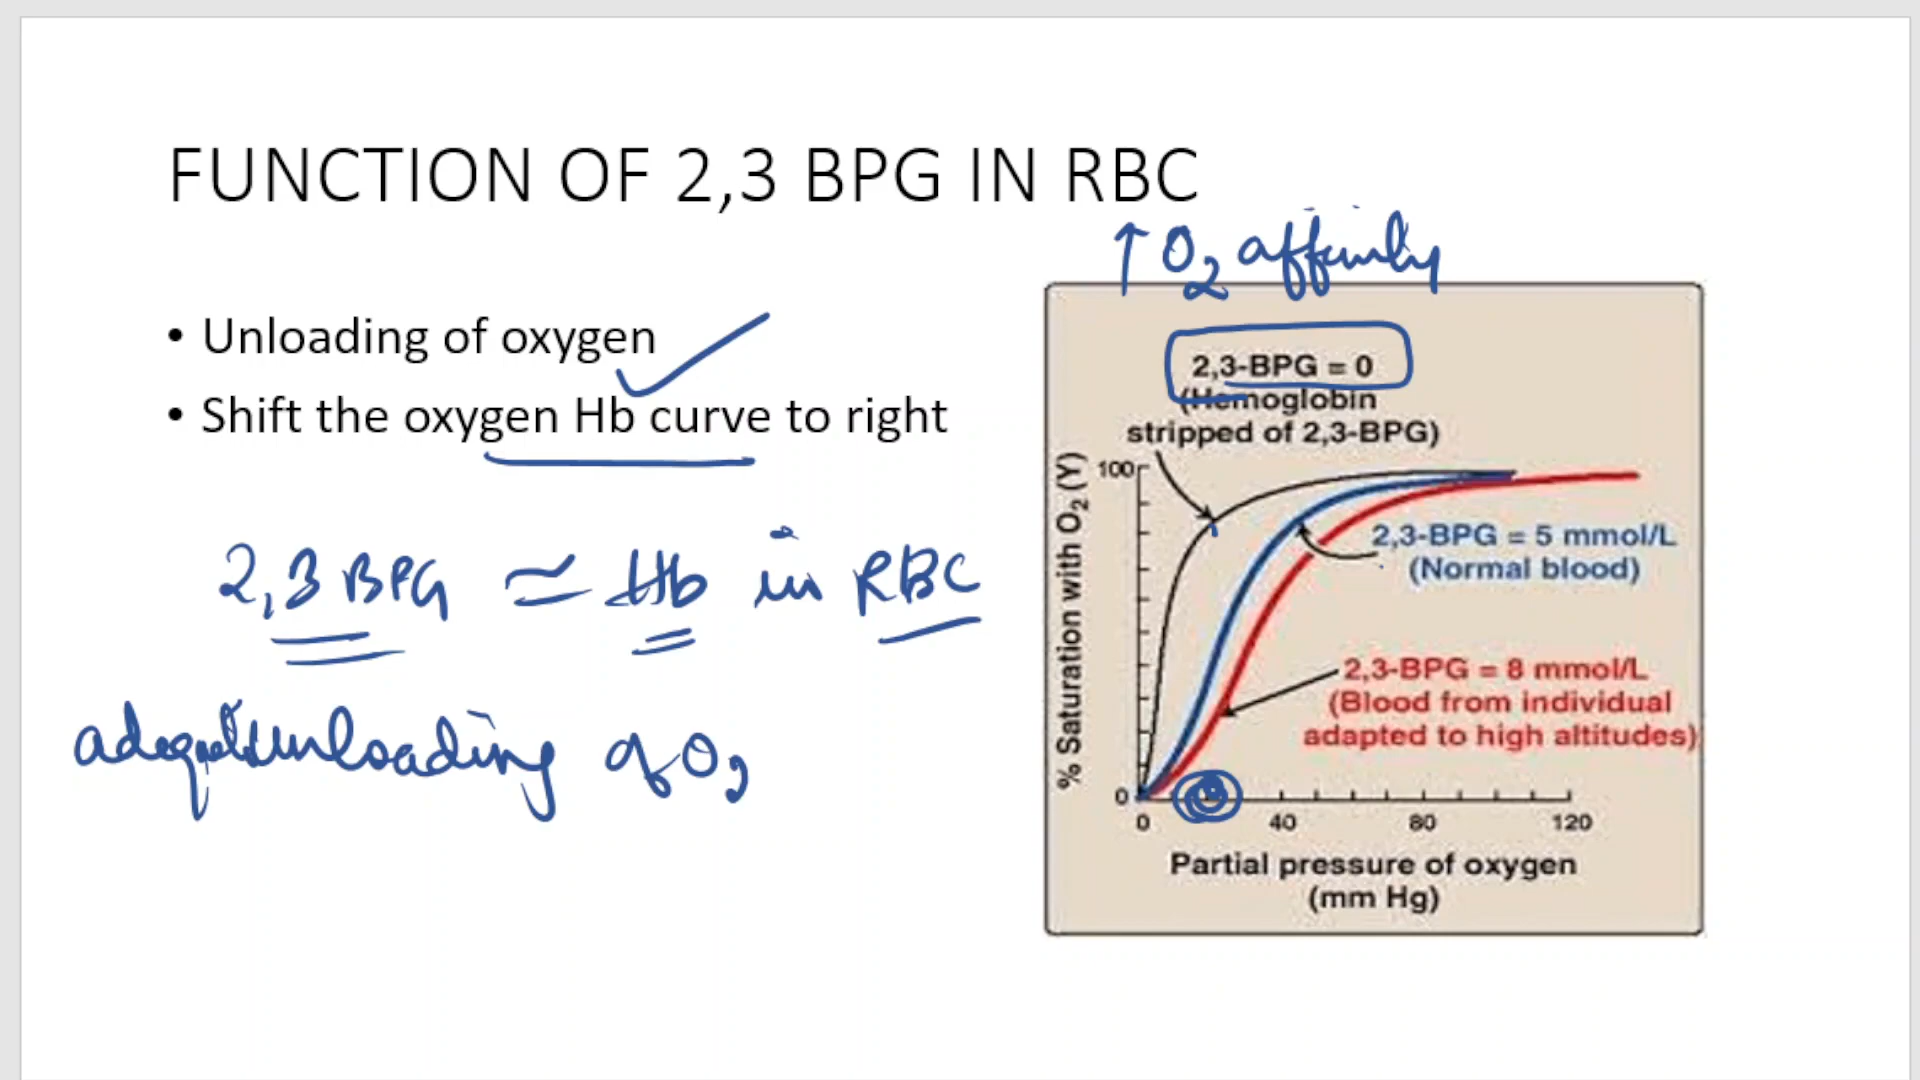 FUNCTION OF 2,3 BPG IN RBC
• Unloading of oxygen
• Shift the oxygen Hb curve to right
2,3 BPG ≃ Hb in RBC
unloading of O2
↑ O2 affinity
2,3-BPG = 0
(Hemoglobin
stripped of 2,3-BPG)
% Saturation with O2 (Y)
100
0
2,3-BPG = 5 mmol/L
(Normal blood)
2,3-BPG = 8 mmol/L
(Blood from individual
adapted to high altitudes)
0 40 80 120
Partial pressure of oxygen
(mm Hg)